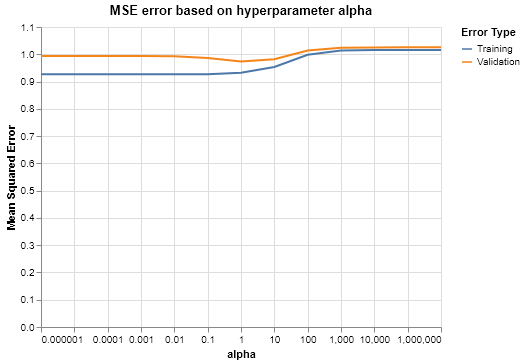 MSE error based on hyperparameter alpha
Error Type
Training
Validation
Mean Squared Error
1.1
1.0
0.9
0.8
0.7
0.6
0.5
0.4
0.3
0.2
0.1
0.0
0.000001 0.0001 0.001 0.01 0.1 1 10 100 1,000 10,000 1,000,000
alpha